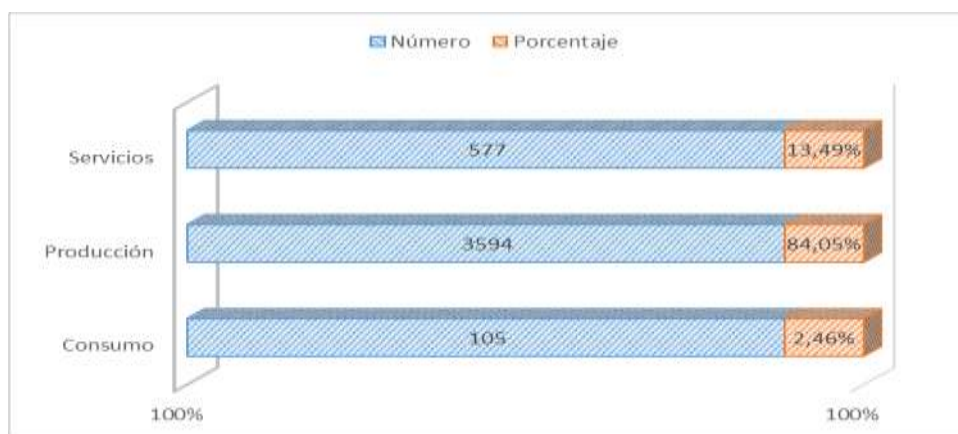 Número Porcentaje
Servicios 577 13,49%
Producción 3594 84,05%
Consumo 105 2,46%
100% 100%